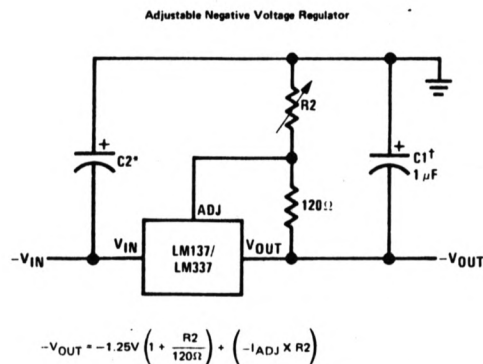 Adjustable Negative Voltage Regulator
R2
C2*
C1†
1 µF
ADJ
120Ω
-VIN
VIN
LM137/
LM337
VOUT
-VOUT
-VOUT = -1.25V (1 + R2/120Ω) + (-IADJ X R2)